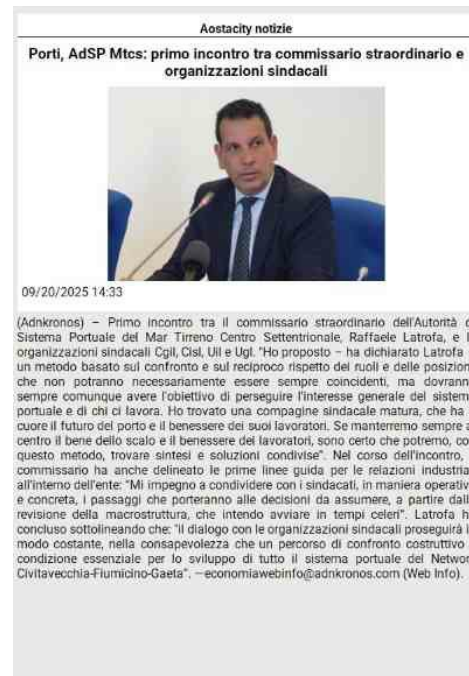 Aostacity notizie
Porti, AdSP Mtcs: primo incontro tra commissario straordinario e
organizzazioni sindacali
09/20/2025 14:33
(Adnkronos) – Primo incontro tra il commissario straordinario dell'Autorità d
Sistema Portuale del Mar Tirreno Centro Settentrionale, Raffaele Latrofa, e l
organizzazioni sindacali Cgil, Cisl, Uil e Ugl. "Ho proposto – ha dichiarato Latrofa
un metodo basato sul confronto e sul reciproco rispetto dei ruoli e delle posizion
che non potranno necessariamente essere sempre coincidenti, ma dovrann
sempre comunque avere l'obiettivo di perseguire l'interesse generale del sistem
portuale e di chi ci lavora. Ho trovato una compagine sindacale matura, che ha
cuore il futuro del porto e il benessere dei suoi lavoratori. Se manterremo sempre a
centro il bene dello scalo e il benessere dei lavoratori, sono certo che potremo, co
questo metodo, trovare sintesi e soluzioni condivise". Nel corso dell'incontro,
commissario ha anche delineato le prime linee guida per le relazioni industria
all'interno dell'ente: "Mi impegno a condividere con i sindacati, in maniera operativ
e concreta, i passaggi che porteranno alle decisioni da assumere, a partire dall
revisione della macrostruttura, che intendo avviare in tempi celeri". Latrofa h
concluso sottolineando che: "il dialogo con le organizzazioni sindacali proseguirà i
modo costante, nella consapevolezza che un percorso di confronto costruttivo
condizione essenziale per lo sviluppo di tutto il sistema portuale del Networ
Civitavecchia-Fiumicino-Gaeta". —economiawebinfo@adnkronos.com (Web Info).